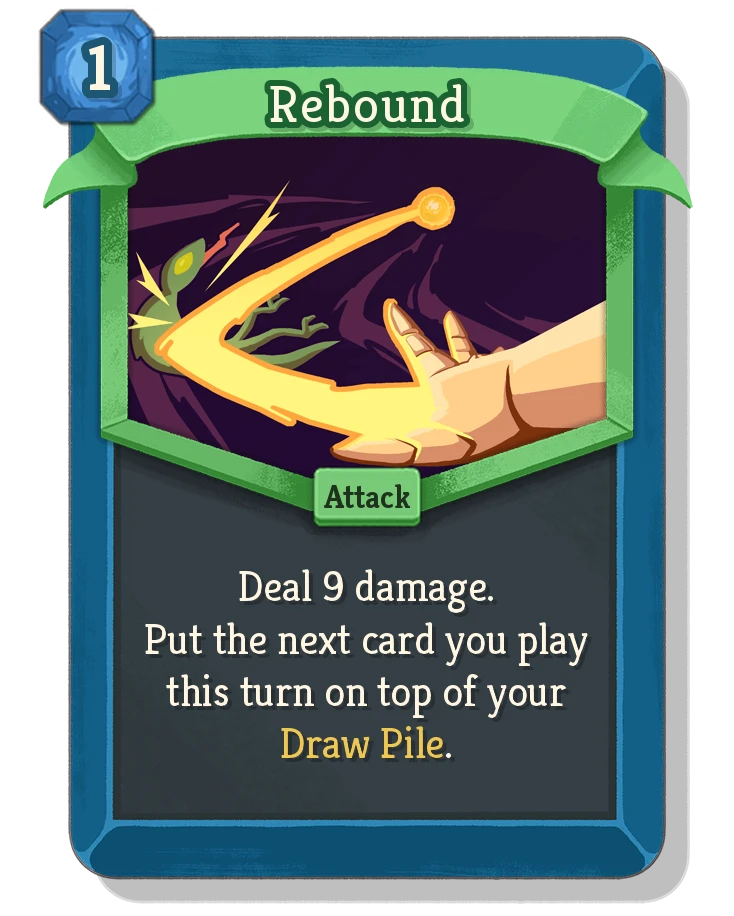 1
Rebound
Attack
Deal 9 damage.
Put the next card you play
this turn on top of your
Draw Pile.